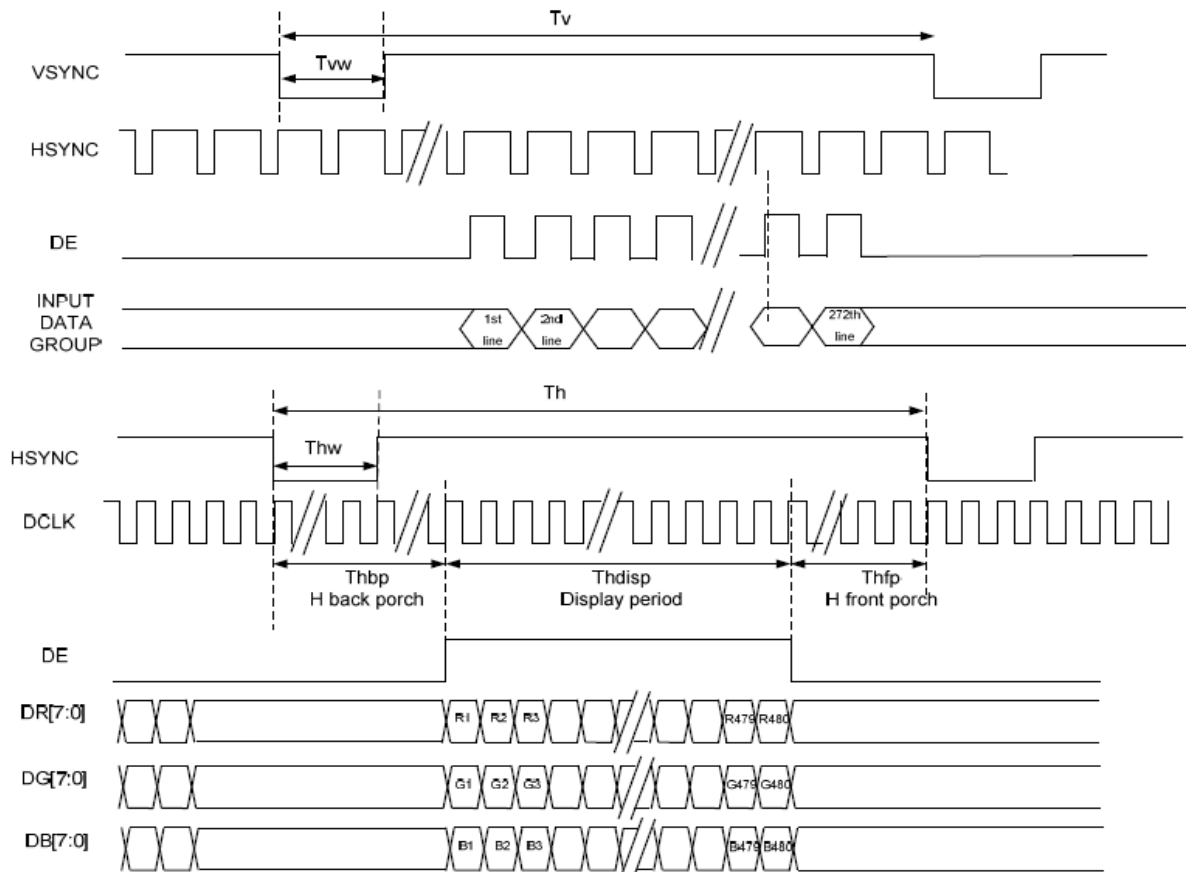 Tv
VSYNC
Tvw
HSYNC
DE
INPUT
DATA
GROUP
1st
line
2nd
line
272th
line
Th
HSYNC
Thw
DCLK
Thbp
H back porch
Thdisp
Display period
Thfp
H front porch
DE
DR[7:0]
R1 R2 R3 R479 R480
DG[7:0]
G1 G2 G3 G479 G480
DB[7:0]
B1 B2 B3 B479 B480